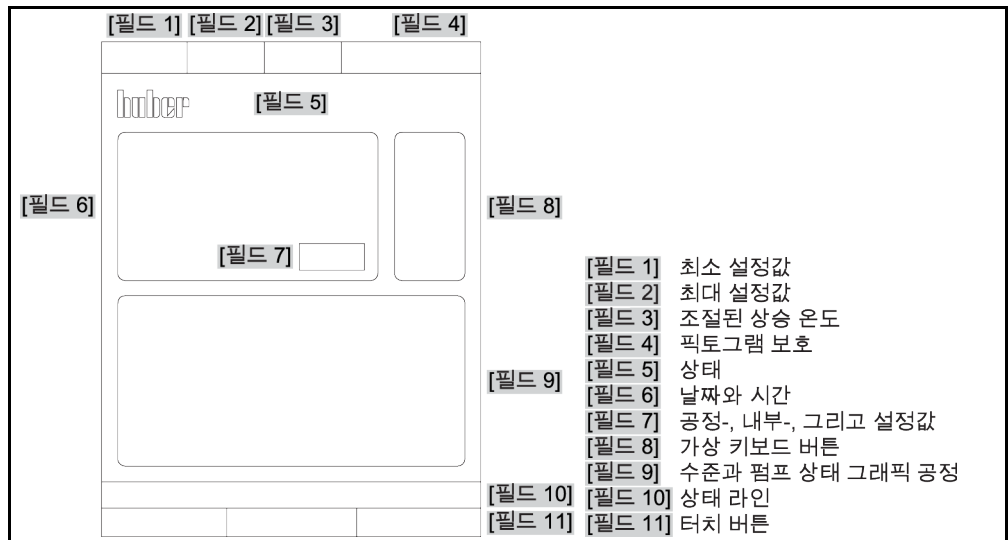 [필드 1] [필드 2] [필드 3] [필드 4]
huber
[필드 5]
[필드 6]
[필드 8]
[필드 7]
[필드 9]
[필드 10]
[필드 11]
[필드 1] 최소 설정값
[필드 2] 최대 설정값
[필드 3] 조절된 상승 온도
[필드 4] 픽토그램 보호
[필드 5] 상태
[필드 6] 날짜와 시간
[필드 7] 공정-, 내부-, 그리고 설정값
[필드 8] 가상 키보드 버튼
[필드 9] 수준과 펌프 상태 그래픽 공정
[필드 10] 상태 라인
[필드 11] 터치 버튼